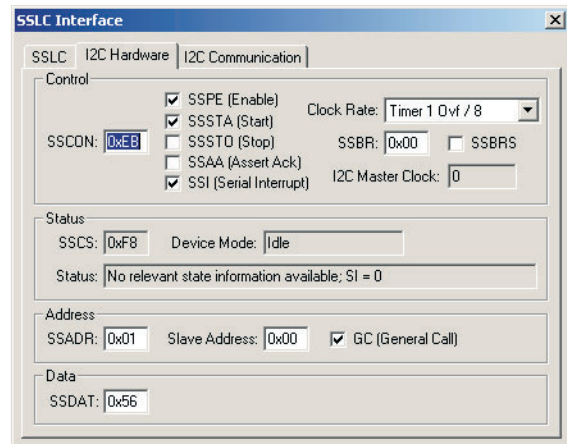 SSLC Interface
SSLC I2C Hardware I2C Communication
Control
SSPE (Enable)
SSSTA (Start)
SSSTO (Stop)
SSAA (Assert Ack)
SSI (Serial Interrupt)
SSCON: 0xEB
Clock Rate: Timer 1 Ovf / 8
SSBR: 0x00 SSBRS
I2C Master Clock: 0
Status
SSCS: 0xF8 Device Mode: Idle
Status: No relevant state information available; SI = 0
Address
SSADR: 0x01 Slave Address: 0x00 GC (General Call)
Data
SSDAT: 0x56